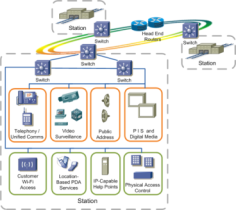 Station
Switch
Head End
Routers
Switch
Switch
Switch
Switch
Station
Telephony /
Unified Comms
Video
Surveillance
Public
Address
P I S and
Digital Media
Customer
Wi-Fi
Access
Location-
Based PDA
Services
IP-Capable
Help Points
Physical Access
Control
Station